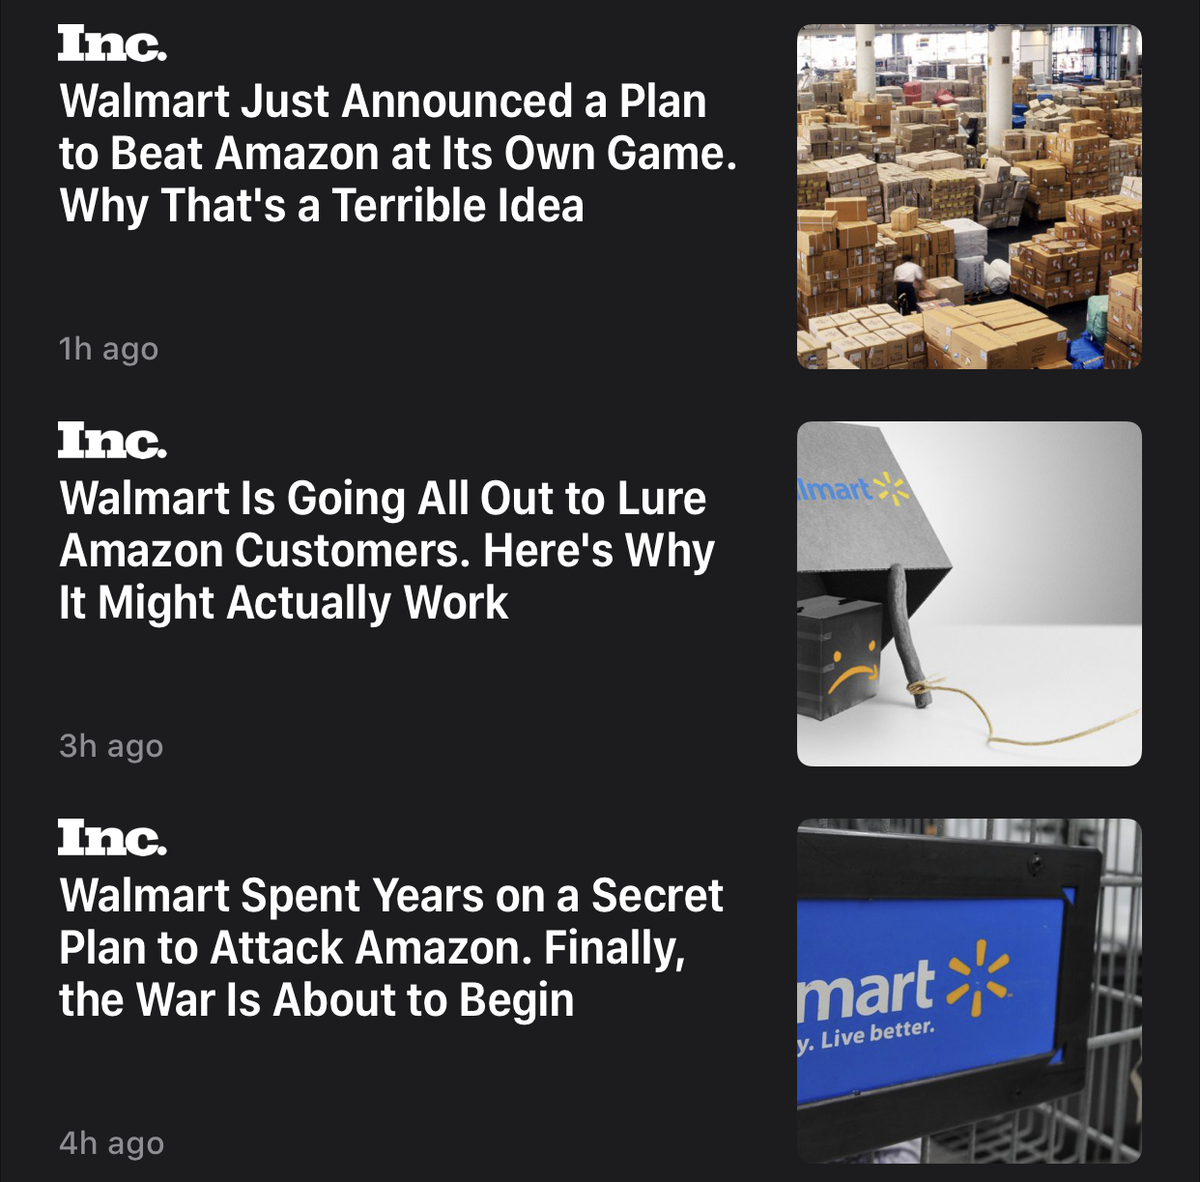 Inc.
Walmart Just Announced a Plan
to Beat Amazon at Its Own Game.
Why That's a Terrible Idea
1h ago
Inc.
Walmart Is Going All Out to Lure
Amazon Customers. Here's Why
It Might Actually Work
lmart
3h ago
Inc.
Walmart Spent Years on a Secret
Plan to Attack Amazon. Finally,
the War Is About to Begin
mart
y. Live better.
4h ago